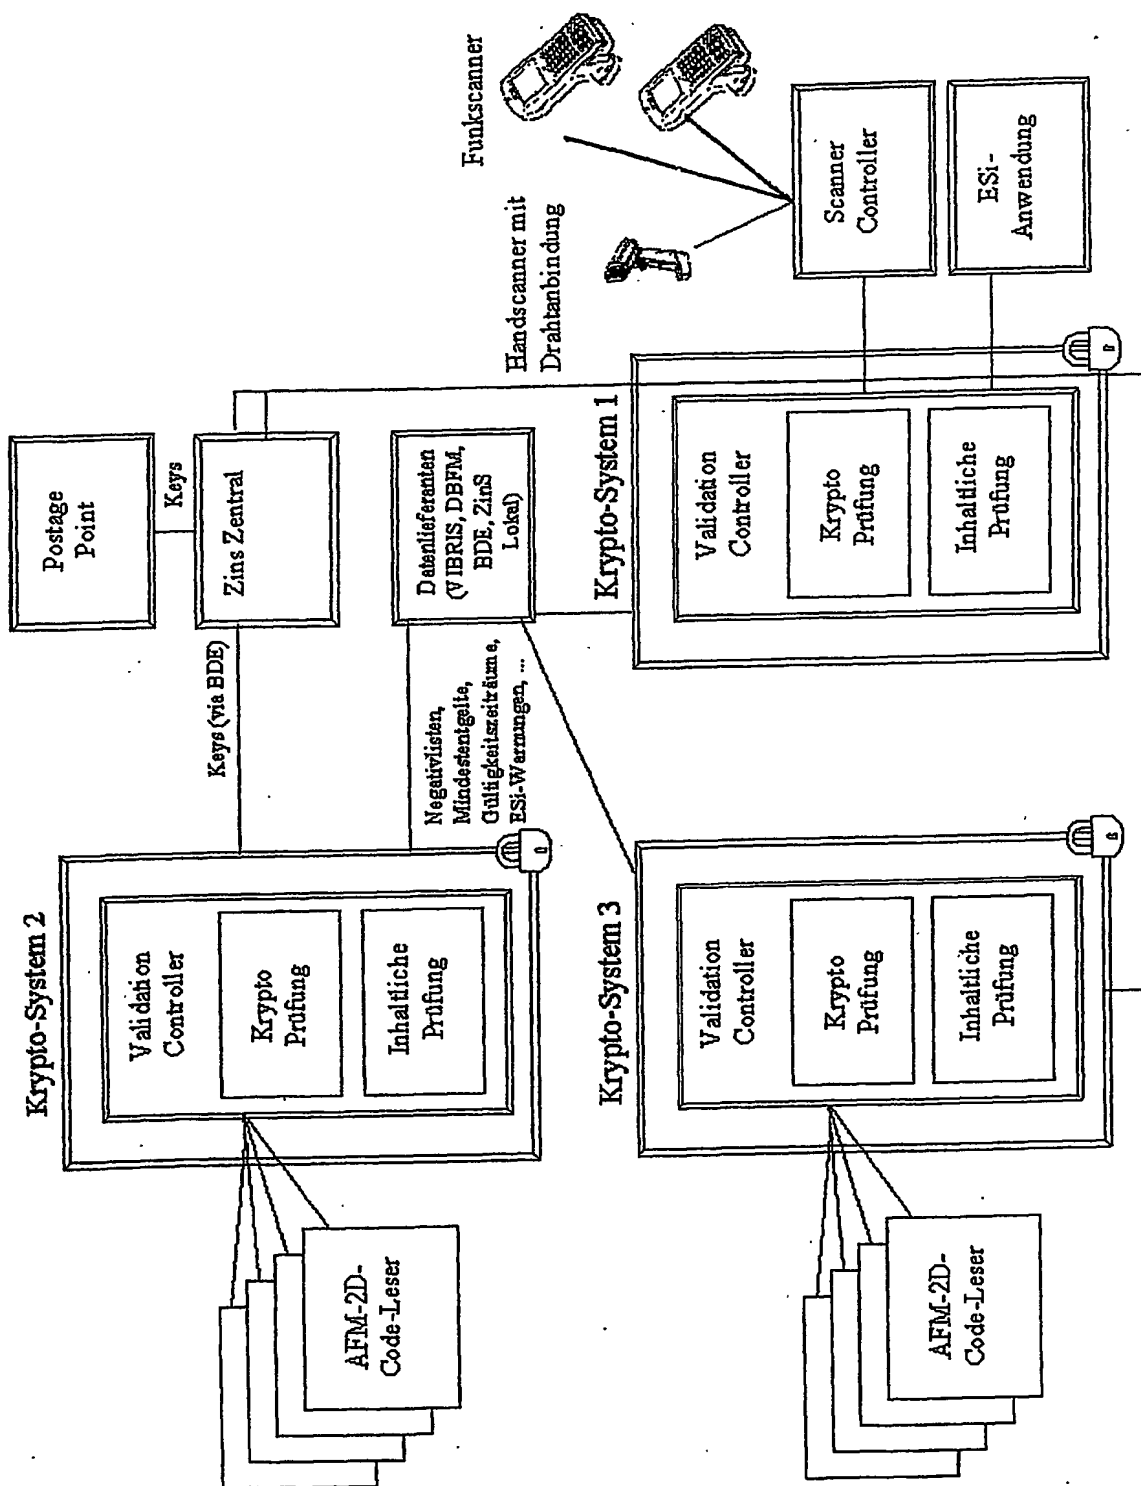 Krypto-System 2
Validation
Controller
Krypto
Prüfung
Inhaltliche
Prüfung
AFM-2D-
Code-Leser
Keys (via BDE)
Zins Zentral
Keys
Postage
Point
Negativlisten,
Mindestentgelte,
Gültigkeitszeiträume,
ESi-Warnungen, ...
Datenlieferanten
(VIBRIS, DBFM,
BDE, ZinS
Lokal)
Handscanner mit
Drahtanbindung
Funkscanner
Krypto-System 3
Validation
Controller
Krypto
Prüfung
Inhaltliche
Prüfung
AFM-2D-
Code-Leser
Krypto-System 1
Validation
Controller
Krypto
Prüfung
Inhaltliche
Prüfung
Scanner
Controller
ESi-
Anwendung